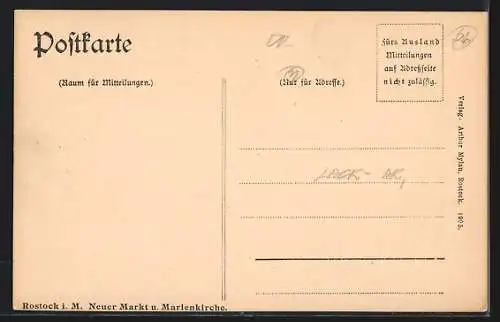 Postkarte
(Raum für Mitteilungen.)
(Nur für Adresse.)
Fürs Ausland
Mitteilungen
auf Adreßseite
nicht zulässig.
Verlag. Arthur Mylau, Rostock. 1905.
Rostock i. M. Neuer Markt u. Marienkirche.